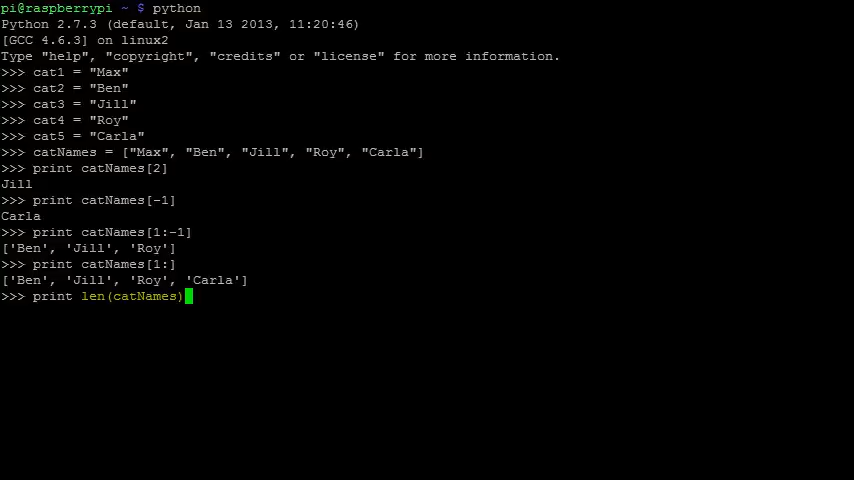 pi@raspberrypi ~ $ python
Python 2.7.3 (default, Jan 13 2013, 11:20:46)
[GCC 4.6.3] on linux2
Type "help", "copyright", "credits" or "license" for more information.
>>> cat1 = "Max"
>>> cat2 = "Ben"
>>> cat3 = "Jill"
>>> cat4 = "Roy"
>>> cat5 = "Carla"
>>> catNames = ["Max", "Ben", "Jill", "Roy", "Carla"]
>>> print catNames[2]
Jill
>>> print catNames[-1]
Carla
>>> print catNames[1:-1]
['Ben', 'Jill', 'Roy']
>>> print catNames[1:]
['Ben', 'Jill', 'Roy', 'Carla']
>>> print len(catNames)